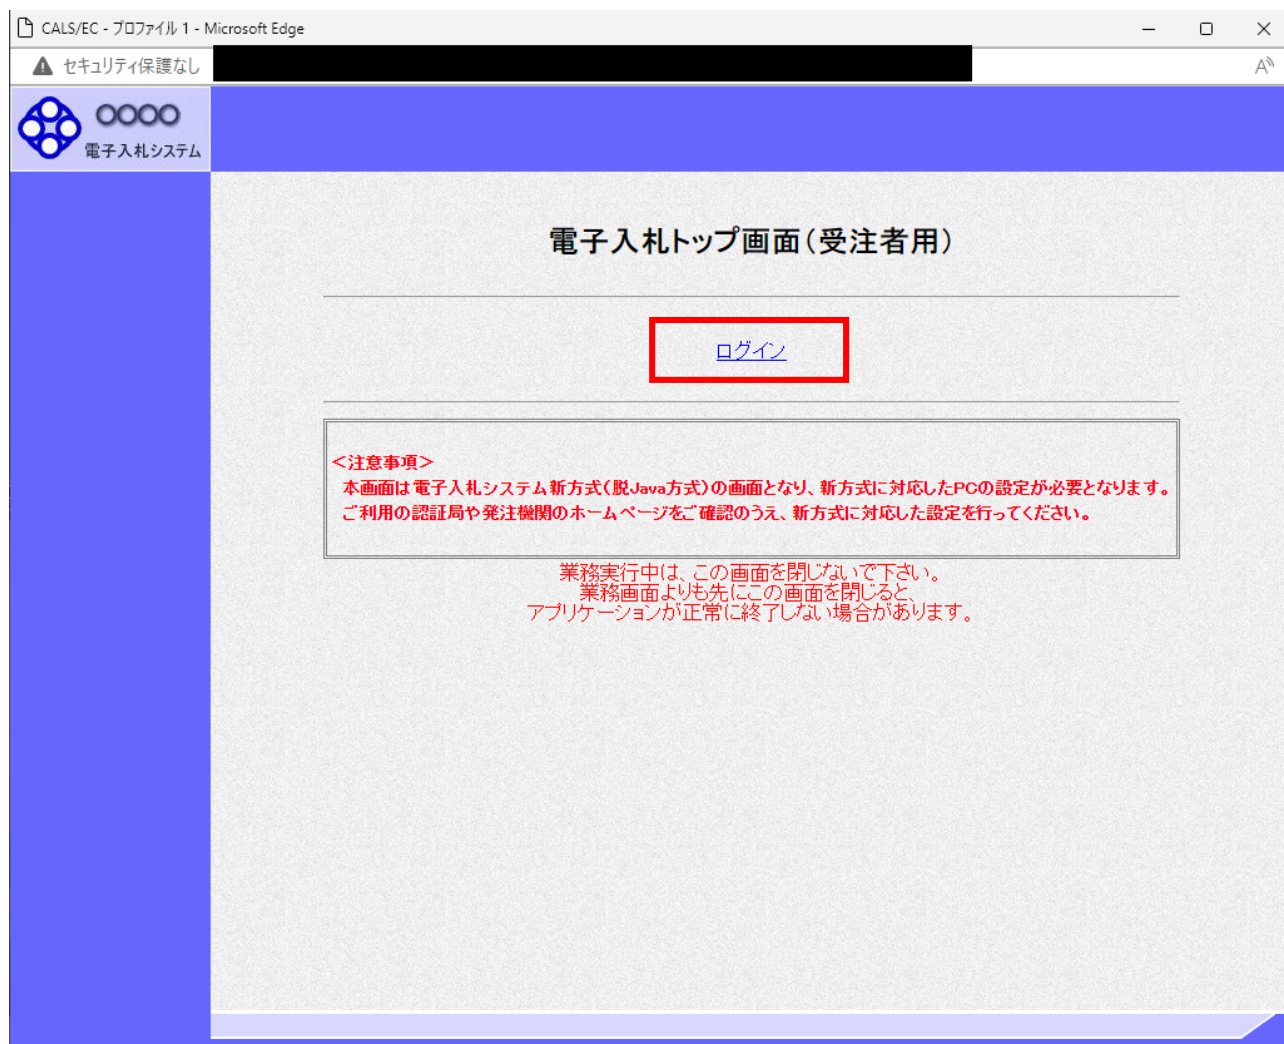 CALS/EC - プロファイル 1 - Microsoft Edge
セキュリティ保護なし
〇〇〇〇
電子入札システム
電子入札トップ画面(受注者用)
ログイン
<注意事項>
本画面は電子入札システム新方式(脱Java方式)の画面となり、新方式に対応したPCの設定が必要となります。
ご利用の認証局や発注機関のホームページをご確認のうえ、新方式に対応した設定を行ってください。
業務実行中は、この画面を閉じないで下さい。
業務画面よりも先にこの画面を閉じると、
アプリケーションが正常に終了しない場合があります。